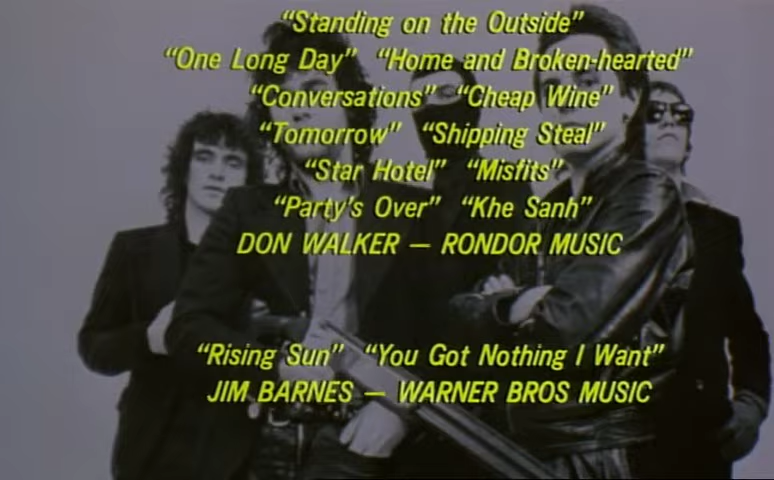 “Standing on the Outside”
“One Long Day” “Home and Broken-hearted”
“Conversations” “Cheap Wine”
“Tomorrow” “Shipping Steal”
“Star Hotel” “Misfits”
“Party’s Over” “Khe Sanh”
DON WALKER — RONDOR MUSIC
“Rising Sun” “You Got Nothing I Want”
JIM BARNES — WARNER BROS MUSIC